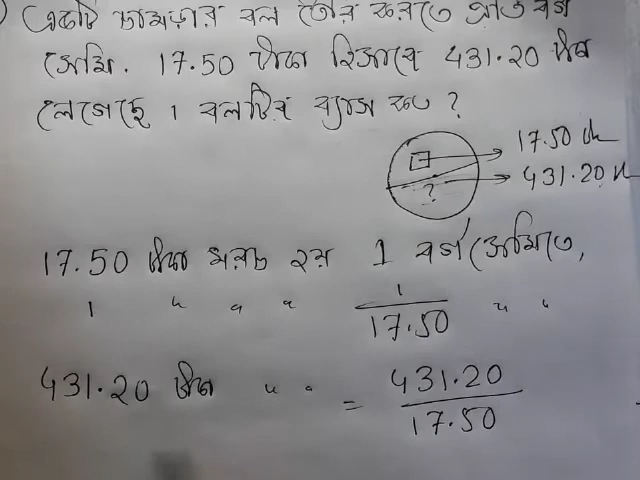 একটি চামড়ার বল তৈরি করতে প্রতি বর্গ
সেমি. 17.50 টাকা হিসাবে 431.20 টাকা
লেগেছে । বলটির ব্যাস কত ?
17.50 টাকা
431.20 টাকা
?
17.50 টাকা খরচ হয় 1 বর্গ সেমিতে,
1 " " " 1/17.50 " "
431.20 টাকা " " = 431.20/17.50